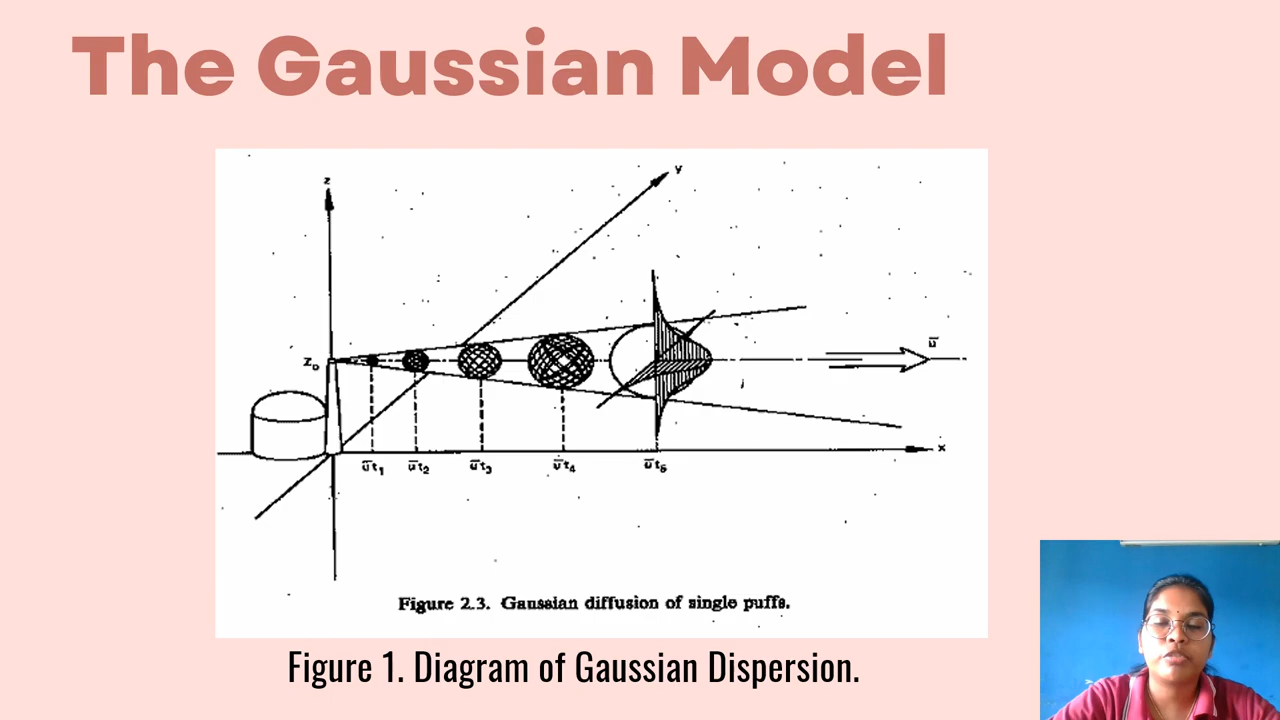 The Gaussian Model
z
y
Z₀
ū
x
ūt₁ ūt₂ ūt₃ ūt₄ ūt₅
Figure 2.3. Gaussian diffusion of single puffs.
Figure 1. Diagram of Gaussian Dispersion.